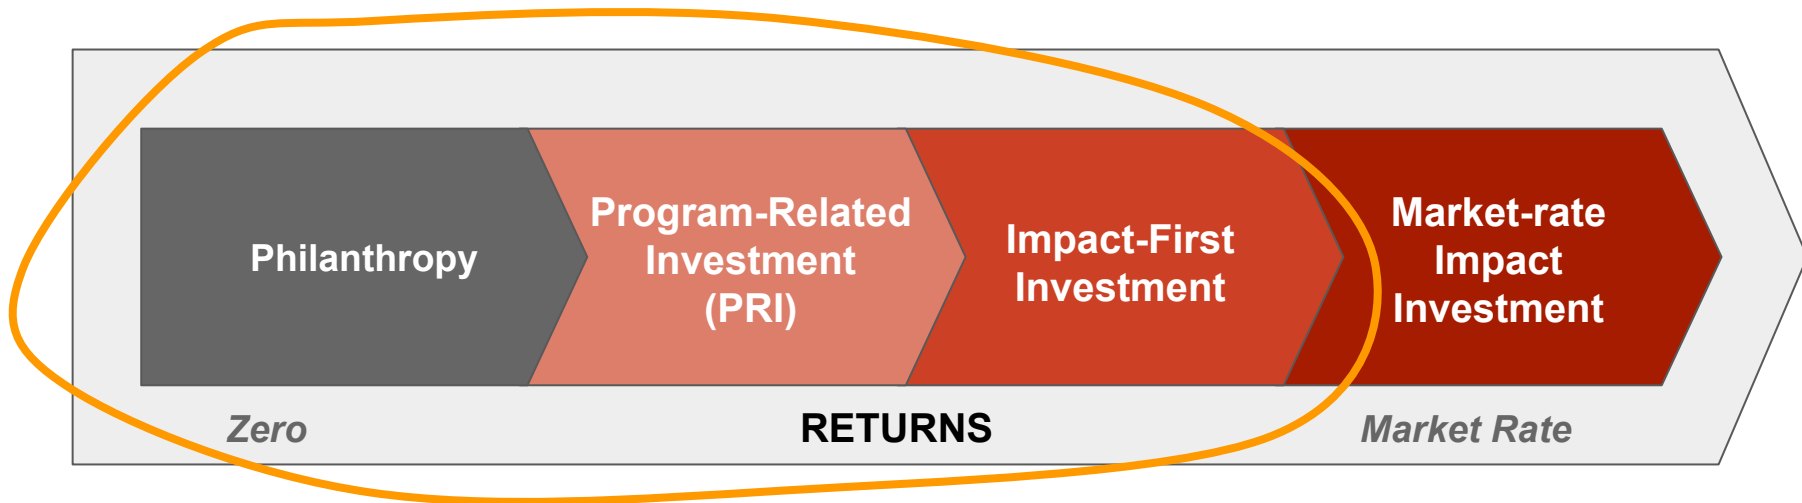 Philanthropy
Program-Related
Investment
(PRI)
Impact-First
Investment
Market-rate
Impact
Investment
Zero
RETURNS
Market Rate